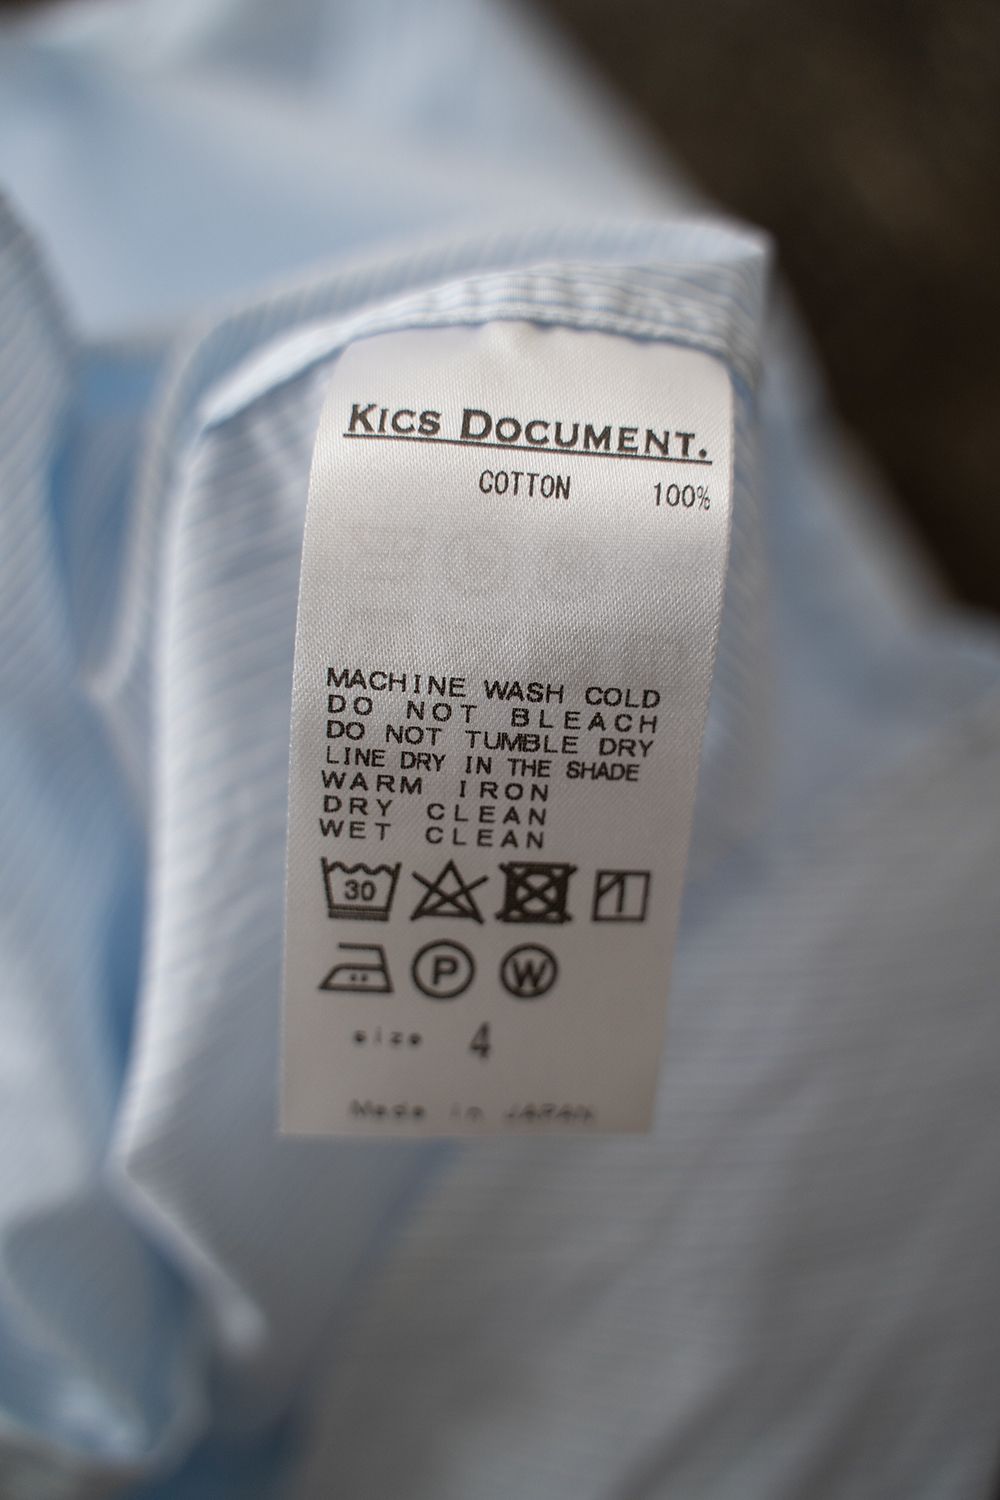 KICS DOCUMENT.
COTTON 100%
MACHINE WASH COLD
DO NOT BLEACH
DO NOT TUMBLE DRY
LINE DRY IN THE SHADE
WARM IRON
DRY CLEAN
WET CLEAN
30
P W
size 4
Made in JAPAN